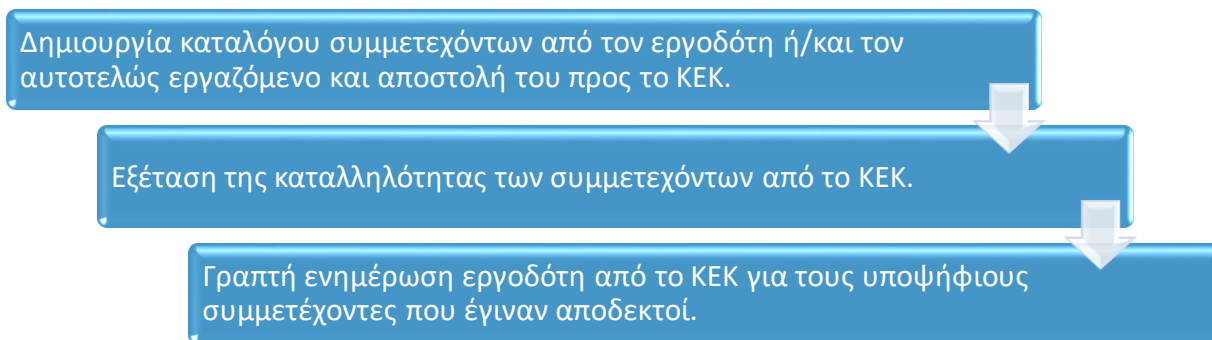 Δημιουργία καταλόγου συμμετεχόντων από τον εργοδότη ή/και τον
αυτοτελώς εργαζόμενο και αποστολή του προς το ΚΕΚ.
Εξέταση της καταλληλότητας των συμμετεχόντων από το ΚΕΚ.
Γραπτή ενημέρωση εργοδότη από το ΚΕΚ για τους υποψήφιους
συμμετέχοντες που έγιναν αποδεκτοί.